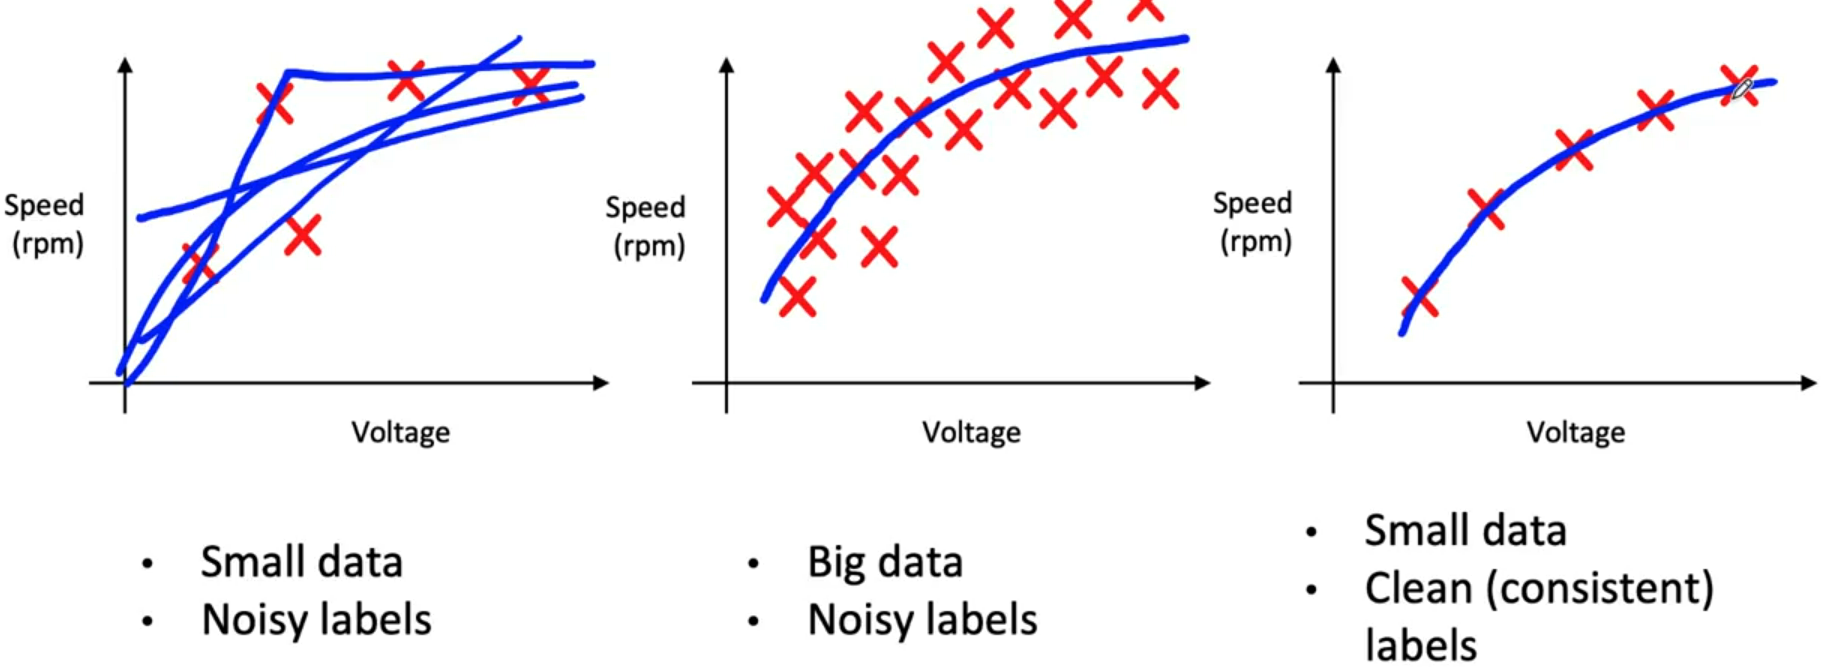 Speed
(rpm)
Voltage
• Small data
• Noisy labels
Speed
(rpm)
Voltage
• Big data
• Noisy labels
Speed
(rpm)
Voltage
• Small data
• Clean (consistent)
labels